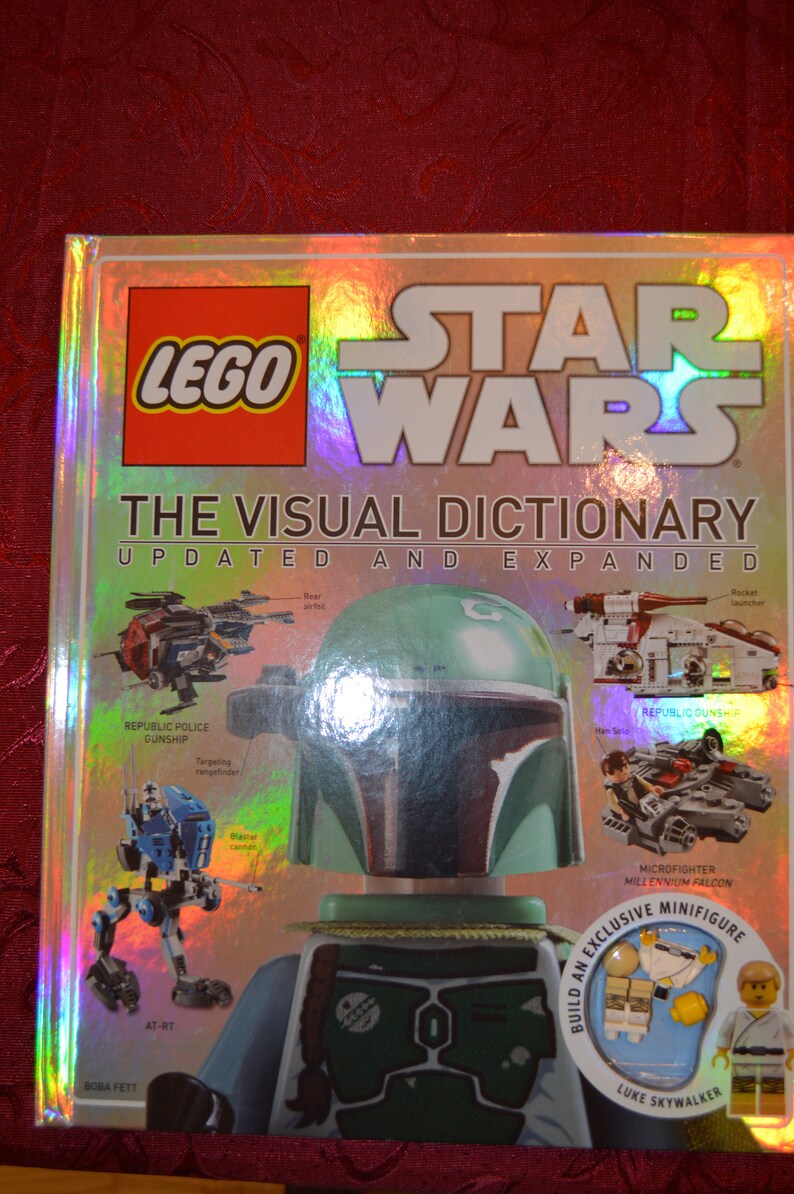 LEGO®
STAR
WARS®
THE VISUAL DICTIONARY
UPDATED AND EXPANDED
Rear
airfoil
Rocket
launcher
REPUBLIC POLICE
GUNSHIP
REPUBLIC GUNSHIP
Targeting
rangefinder
Han Solo
Blaster
cannon
MICROFIGHTER
MILLENNIUM FALCON
AT-RT
BUILD AN EXCLUSIVE MINIFIGURE
LUKE SKYWALKER
BOBA FETT